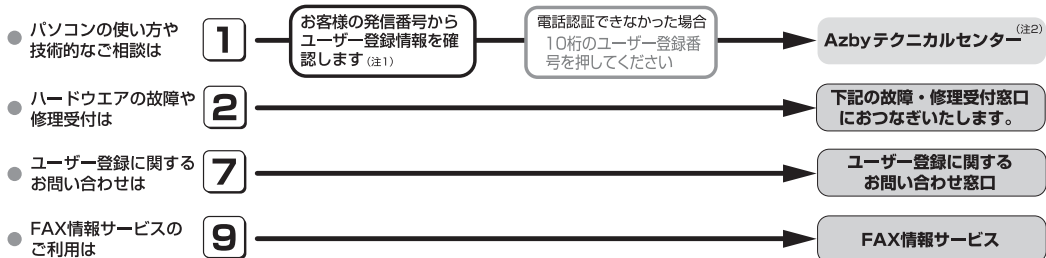 パソコンの使い方や
技術的なご相談は
1
お客様の発信番号から
ユーザー登録情報を確
認します(注1)
電話認証できなかった場合
10桁のユーザー登録番
号を押してください
Azbyテクニカルセンター(注2)
ハードウエアの故障や
修理受付は
2
下記の故障・修理受付窓口
におつなぎいたします。
ユーザー登録に関する
お問い合わせは
7
ユーザー登録に関する
お問い合わせ窓口
FAX情報サービスの
ご利用は
9
FAX情報サービス